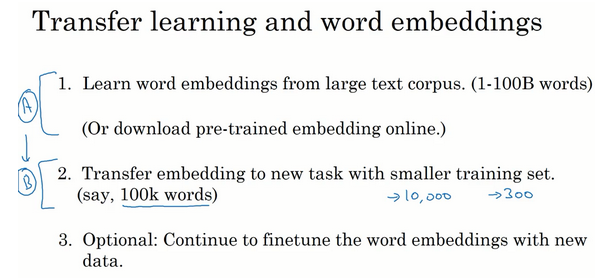 Transfer learning and word embeddings
A
1. Learn word embeddings from large text corpus. (1-100B words)
(Or download pre-trained embedding online.)
B
2. Transfer embedding to new task with smaller training set.
(say, 100k words) →10,000 →300
3. Optional: Continue to finetune the word embeddings with new
data.